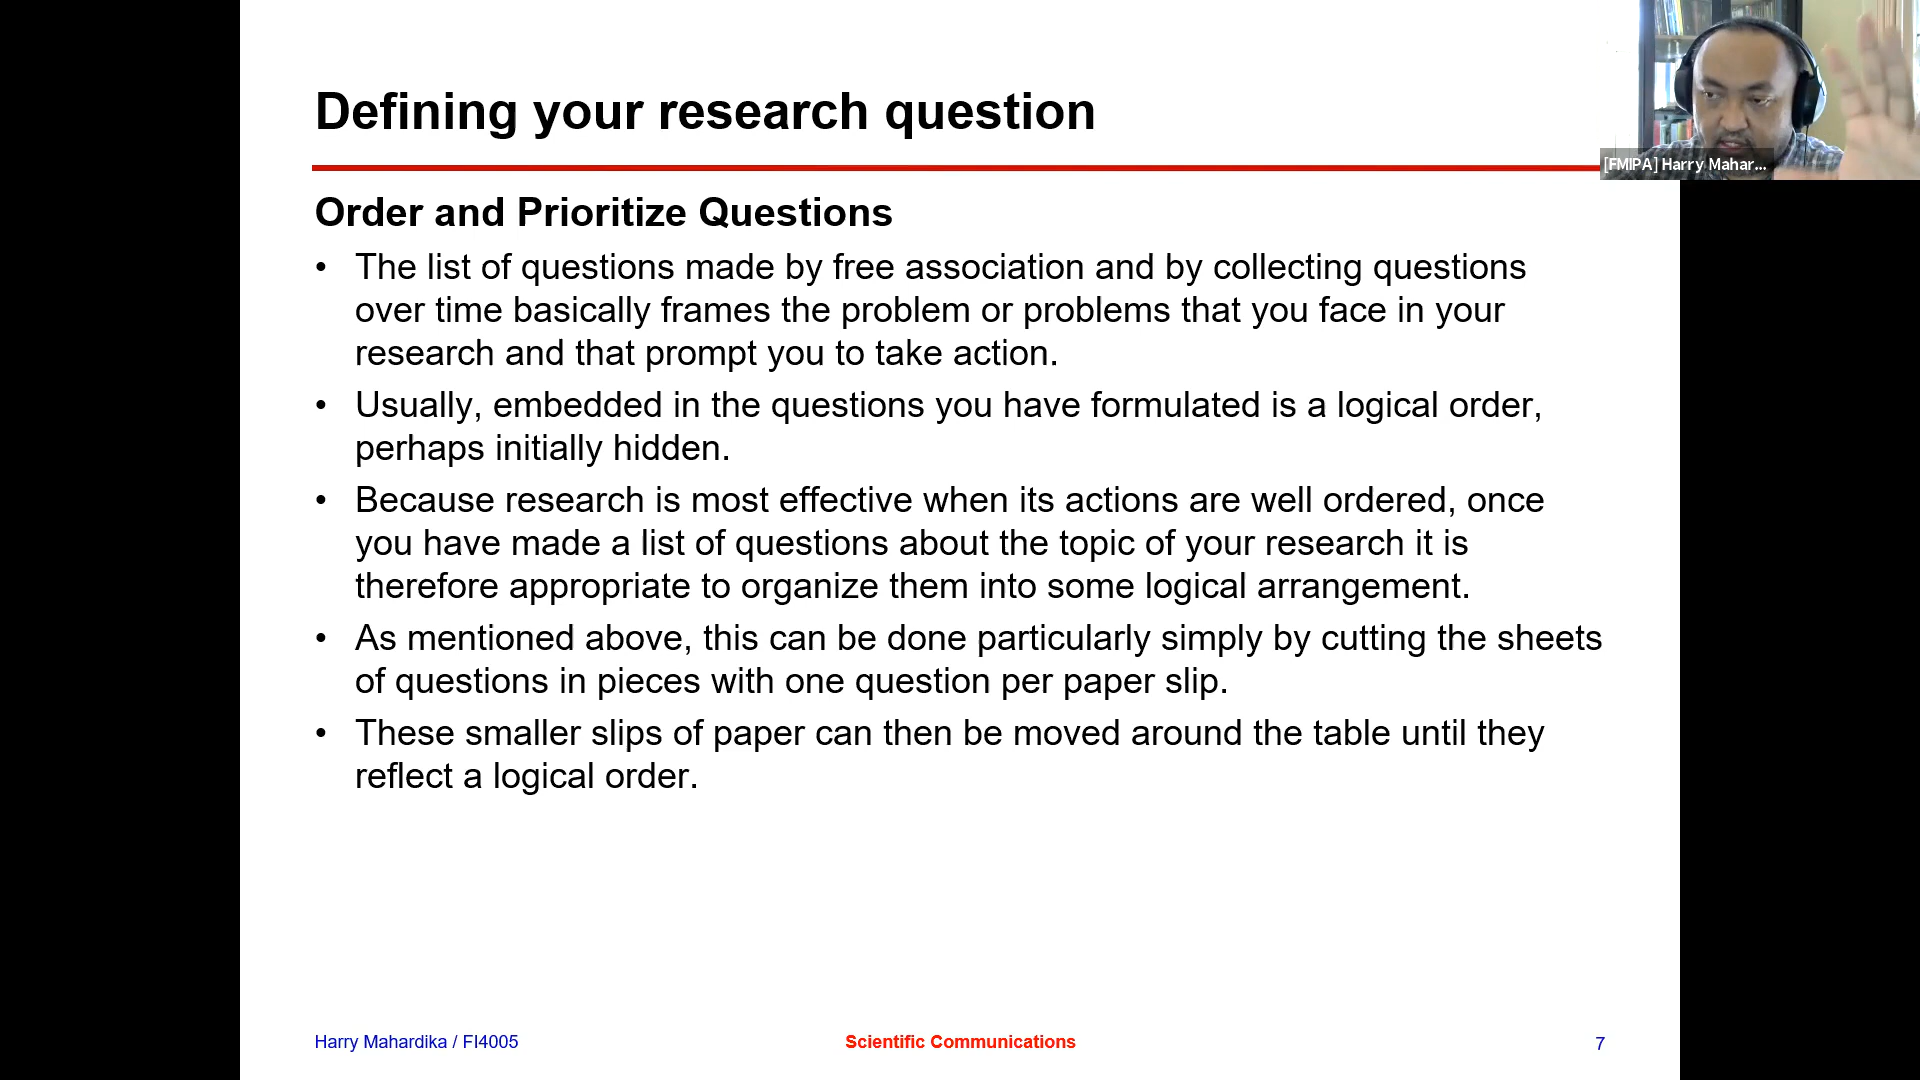 Defining your research question
[FMIPA] Harry Mahar...
Order and Prioritize Questions
• The list of questions made by free association and by collecting questions
over time basically frames the problem or problems that you face in your
research and that prompt you to take action.
• Usually, embedded in the questions you have formulated is a logical order,
perhaps initially hidden.
• Because research is most effective when its actions are well ordered, once
you have made a list of questions about the topic of your research it is
therefore appropriate to organize them into some logical arrangement.
• As mentioned above, this can be done particularly simply by cutting the sheets
of questions in pieces with one question per paper slip.
• These smaller slips of paper can then be moved around the table until they
reflect a logical order.
Harry Mahardika / FI4005
Scientific Communications
7